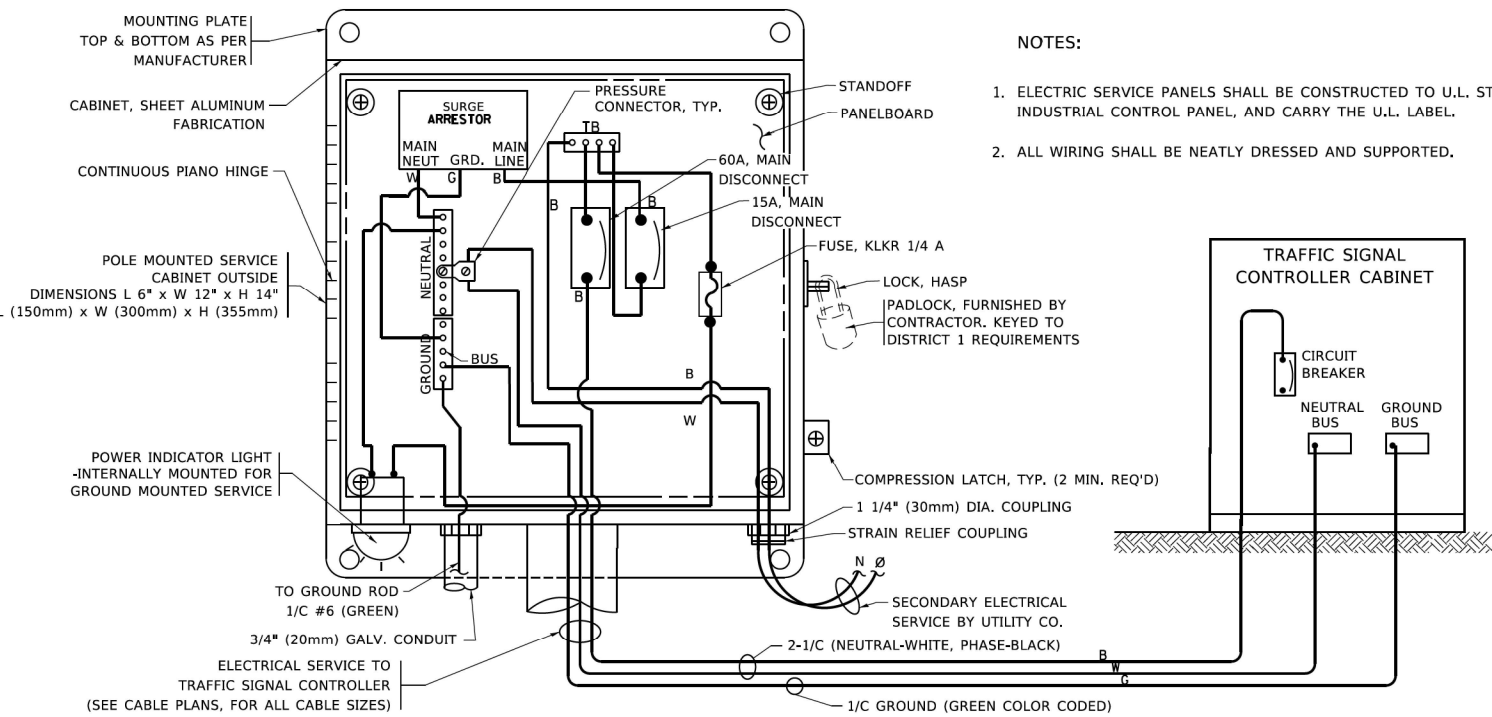 MOUNTING PLATE
TOP & BOTTOM AS PER
MANUFACTURER
CABINET, SHEET ALUMINUM
FABRICATION
CONTINUOUS PIANO HINGE
POLE MOUNTED SERVICE
CABINET OUTSIDE
DIMENSIONS L 6" x W 12" x H 14"
L (150mm) x W (300mm) x H (355mm)
POWER INDICATOR LIGHT
-INTERNALLY MOUNTED FOR
GROUND MOUNTED SERVICE
TO GROUND ROD
1/C #6 (GREEN)
3/4" (20mm) GALV. CONDUIT
ELECTRICAL SERVICE TO
TRAFFIC SIGNAL CONTROLLER
(SEE CABLE PLANS, FOR ALL CABLE SIZES)
SURGE
ARRESTOR
MAIN
NEUT
GRD.
MAIN
LINE
W
G
B
NEUTRAL
GROUND
BUS
PRESSURE
CONNECTOR, TYP.
TB
B
B
B
60A, MAIN
DISCONNECT
15A, MAIN
DISCONNECT
FUSE, KLKR 1/4 A
B
W
STANDOFF
PANELBOARD
LOCK, HASP
PADLOCK, FURNISHED BY
CONTRACTOR. KEYED TO
DISTRICT 1 REQUIREMENTS
COMPRESSION LATCH, TYP. (2 MIN. REQ'D)
1 1/4" (30mm) DIA. COUPLING
STRAIN RELIEF COUPLING
N Ø
SECONDARY ELECTRICAL
SERVICE BY UTILITY CO.
2-1/C (NEUTRAL-WHITE, PHASE-BLACK)
B
W
G
1/C GROUND (GREEN COLOR CODED)
NOTES:
1. ELECTRIC SERVICE PANELS SHALL BE CONSTRUCTED TO U.L. ST
INDUSTRIAL CONTROL PANEL, AND CARRY THE U.L. LABEL.
2. ALL WIRING SHALL BE NEATLY DRESSED AND SUPPORTED.
TRAFFIC SIGNAL
CONTROLLER CABINET
CIRCUIT
BREAKER
NEUTRAL
BUS
GROUND
BUS